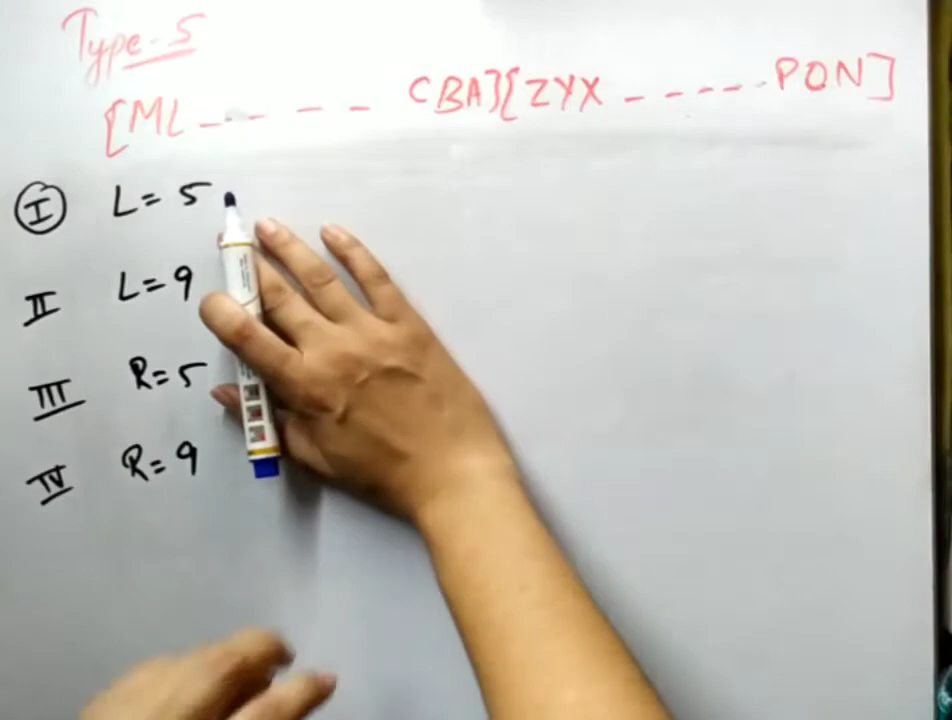 Type-5
[ML _ _ _ _ _ CBA][ZYX _ _ _ _ _ PON]
I L= 5
II L=9
III R=5
IV R=9